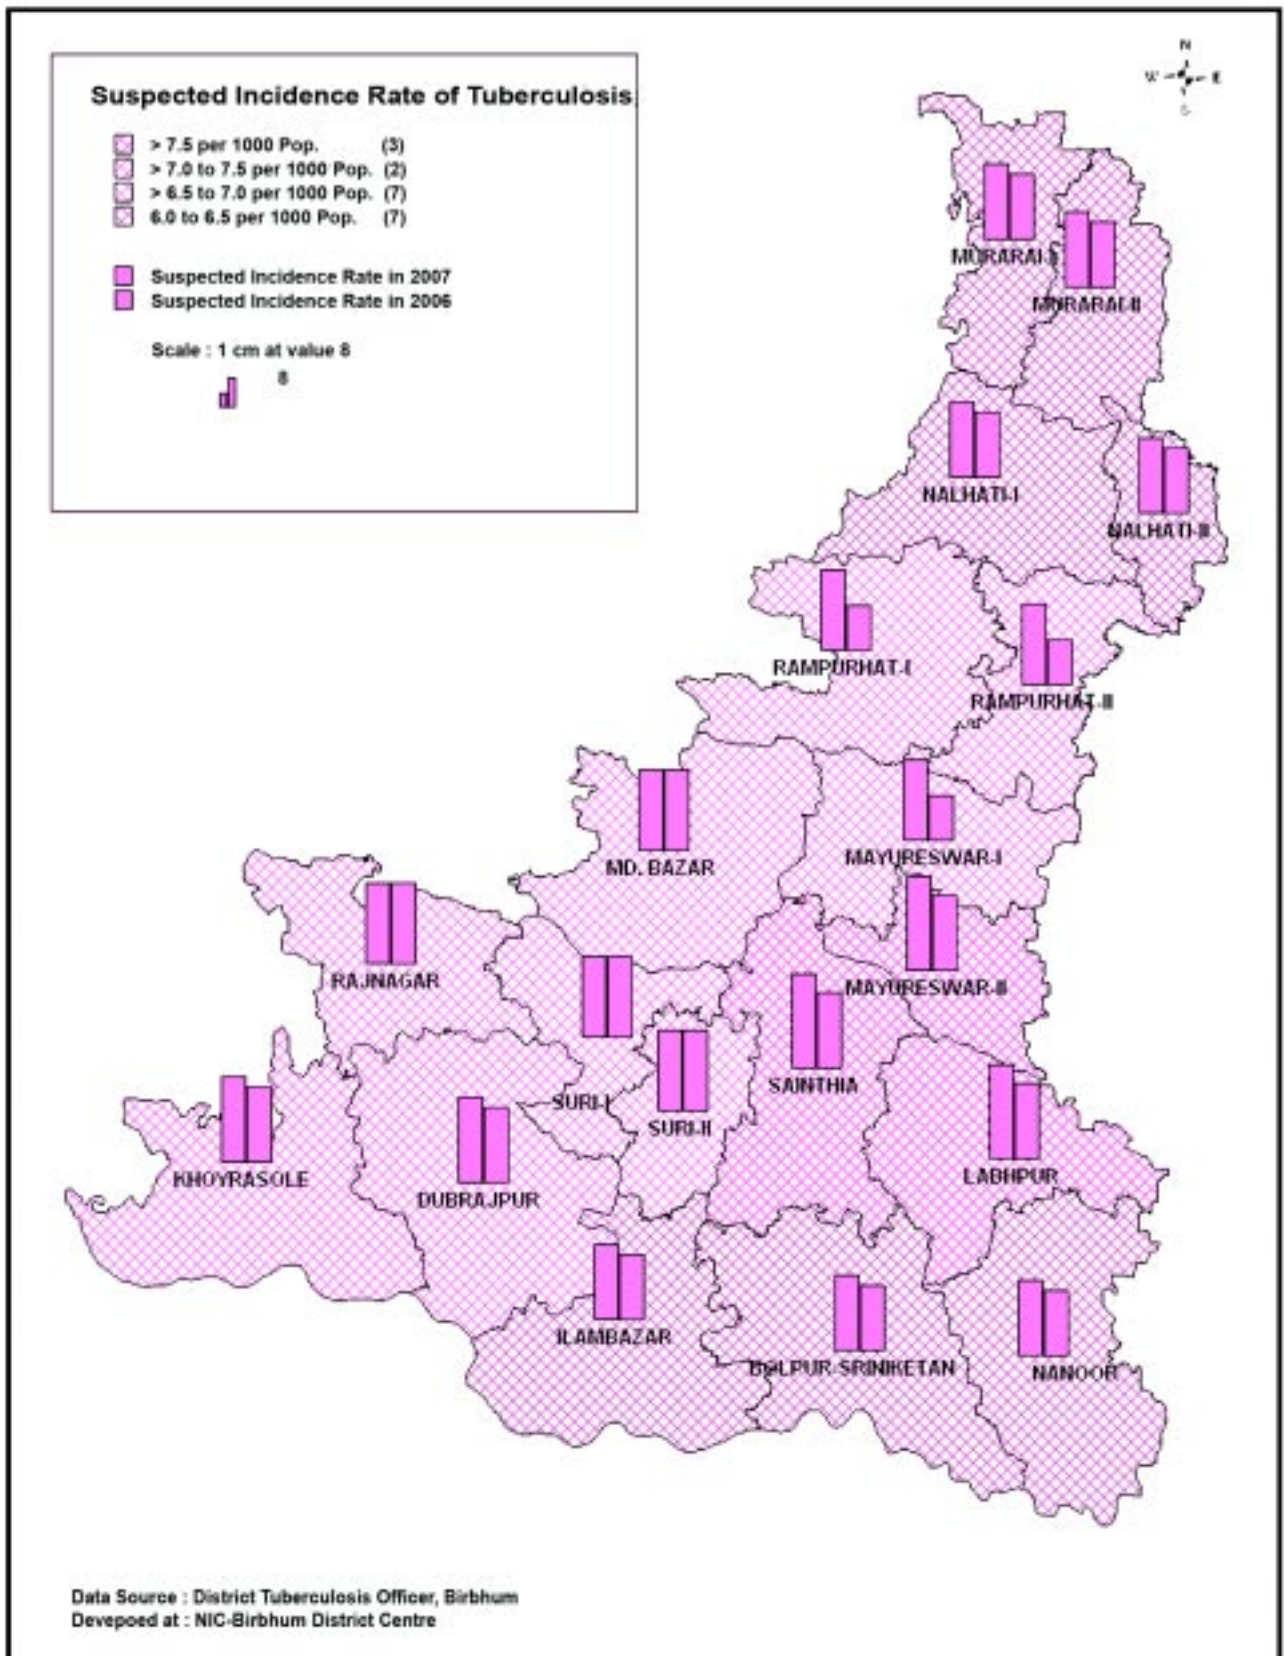 N
W E
S
Suspected Incidence Rate of Tuberculosis
> 7.5 per 1000 Pop. (3)
> 7.0 to 7.5 per 1000 Pop. (2)
> 6.5 to 7.0 per 1000 Pop. (7)
6.0 to 6.5 per 1000 Pop. (7)
Suspected Incidence Rate in 2007
Suspected Incidence Rate in 2006
Scale : 1 cm at value 8
8
MURARAI-I
MURARAI-II
NALHATI-I
NALHATI-II
RAMPURHAT-I
RAMPURHAT-II
MAYURESWAR-I
MD. BAZAR
RAJNAGAR
MAYURESWAR-II
SAINTHIA
SURI-I
SURI-II
KHOYRASOLE
DUBRAJPUR
LABHPUR
ILAMBAZAR
BOLPUR-SRINIKETAN
NANOOR
Data Source : District Tuberculosis Officer, Birbhum
Devepoed at : NIC-Birbhum District Centre